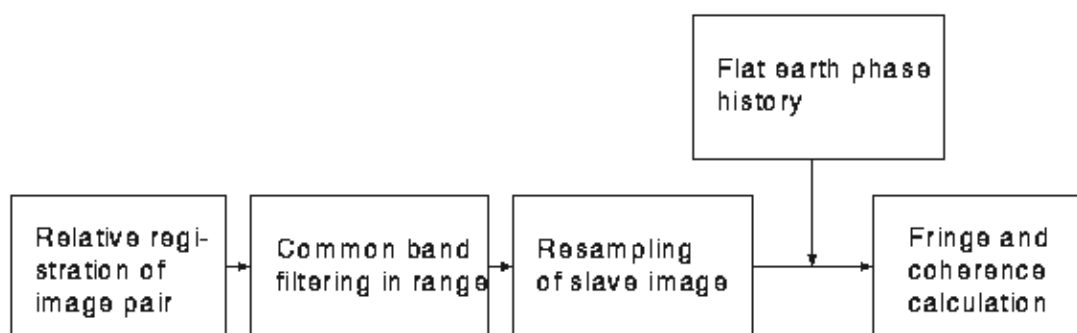 Flat earth phase
history
Relative regi-
stration of
image pair
Common band
filtering in range
Resampling
of slave image
Fringe and
coherence
calculation